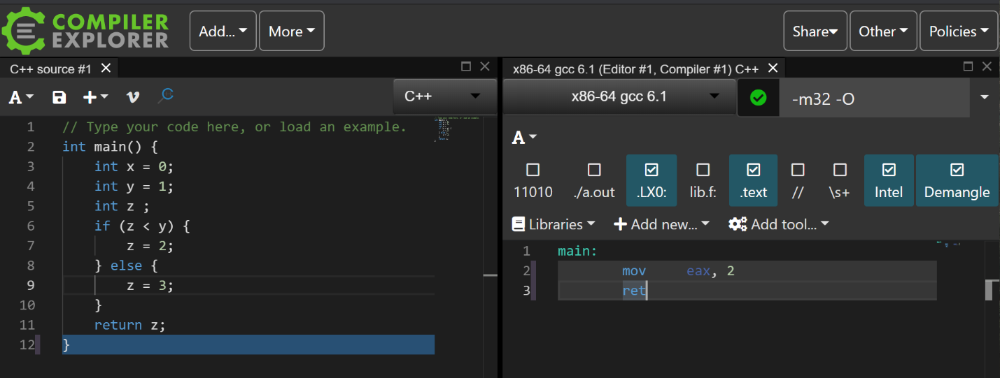 COMPILER
EXPLORER
Add...
More
Share
Other
Policies
C++ source #1
A
C++
1 // Type your code here, or load an example.
2 int main() {
3 int x = 0;
4 int y = 1;
5 int z ;
6 if (z < y) {
7 z = 2;
8 } else {
9 z = 3;
10 }
11 return z;
12 }
x86-64 gcc 6.1 (Editor #1, Compiler #1) C++
x86-64 gcc 6.1
-m32 -O
A
11010 ./a.out .LX0: lib.f: .text // \s+ Intel Demangle
Libraries Add new... Add tool...
1 main:
2 mov eax, 2
3 ret